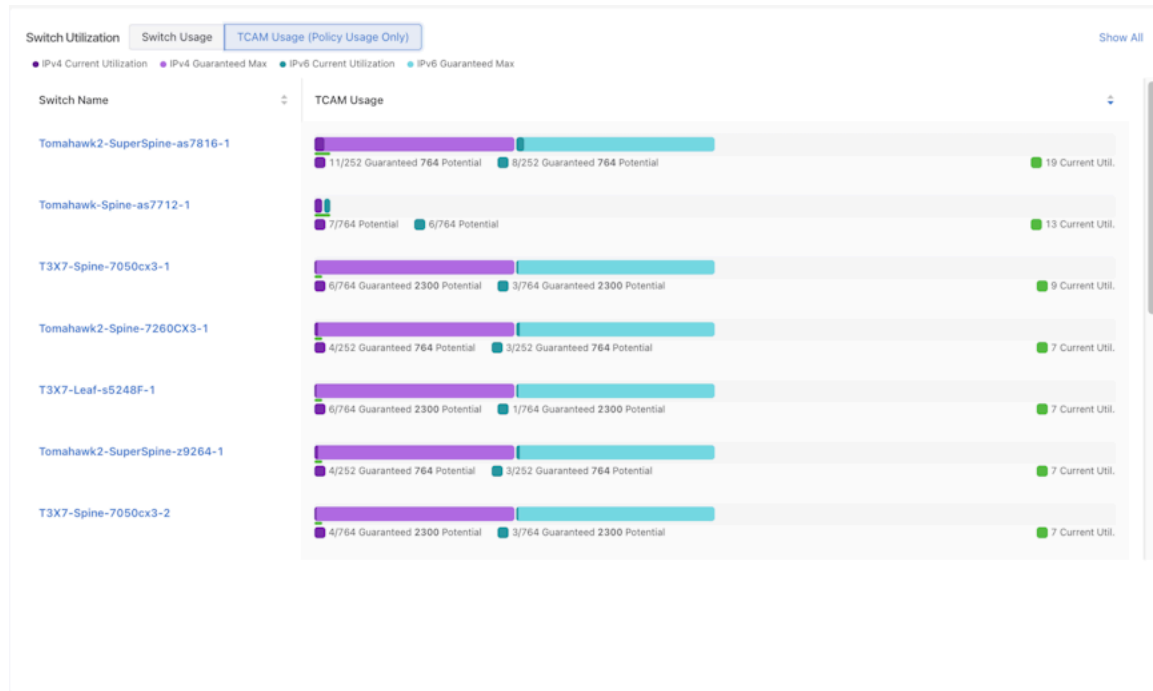 Switch Utilization Switch Usage TCAM Usage (Policy Usage Only) Show All
IPv4 Current Utilization IPv4 Guaranteed Max IPv6 Current Utilization IPv6 Guaranteed Max
Switch Name TCAM Usage
Tomahawk2-SuperSpine-as7816-1
11/252 Guaranteed 764 Potential 8/252 Guaranteed 764 Potential 19 Current Util.
Tomahawk-Spine-as7712-1
7/764 Potential 6/764 Potential 13 Current Util.
T3X7-Spine-7050cx3-1
6/764 Guaranteed 2300 Potential 3/764 Guaranteed 2300 Potential 9 Current Util.
Tomahawk2-Spine-7260CX3-1
4/252 Guaranteed 764 Potential 3/252 Guaranteed 764 Potential 7 Current Util.
T3X7-Leaf-s5248F-1
6/764 Guaranteed 2300 Potential 1/764 Guaranteed 2300 Potential 7 Current Util.
Tomahawk2-SuperSpine-z9264-1
4/252 Guaranteed 764 Potential 3/252 Guaranteed 764 Potential 7 Current Util.
T3X7-Spine-7050cx3-2
4/764 Guaranteed 2300 Potential 3/764 Guaranteed 2300 Potential 7 Current Util.